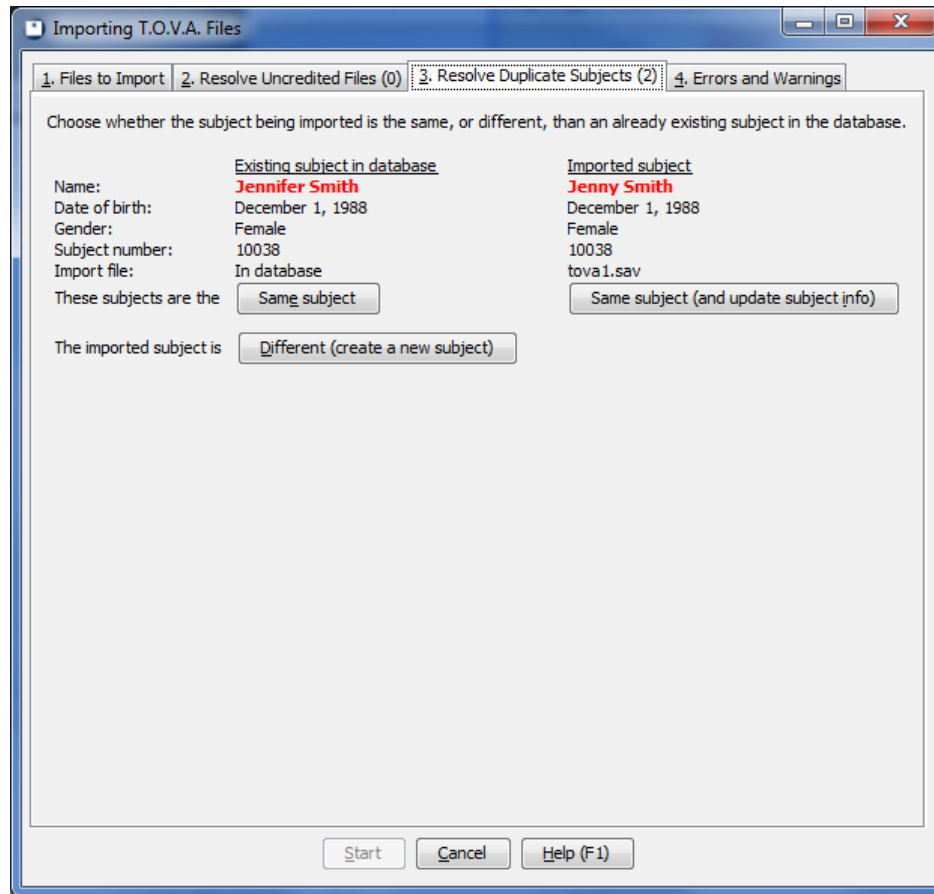 Importing T.O.V.A. Files
1. Files to Import 2. Resolve Uncredited Files (0) 3. Resolve Duplicate Subjects (2) 4. Errors and Warnings
Choose whether the subject being imported is the same, or different, than an already existing subject in the database.
Existing subject in database Imported subject
Name: Jennifer Smith Jenny Smith
Date of birth: December 1, 1988 December 1, 1988
Gender: Female Female
Subject number: 10038 10038
Import file: In database tova1.sav
These subjects are the Same subject Same subject (and update subject info)
The imported subject is Different (create a new subject)
Start Cancel Help (F1)